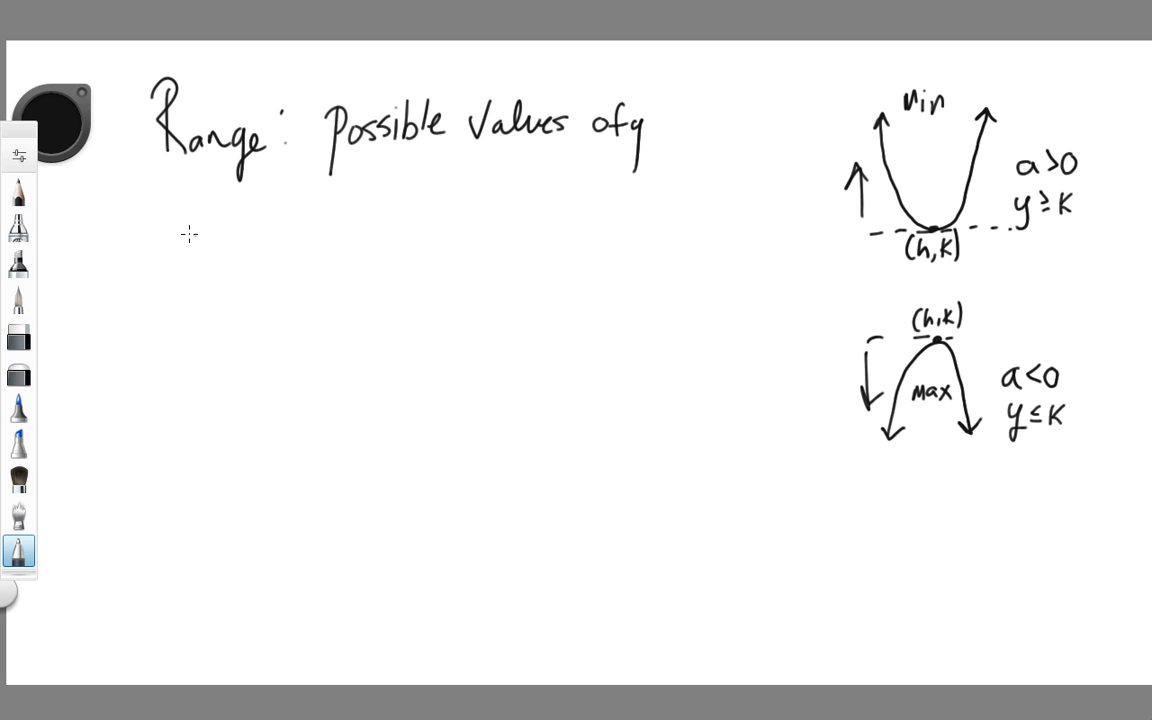 Range: Possible Values of y
Min
a>0
y≥K
(h,K)
(h,K)
Max
a<0
y≤K